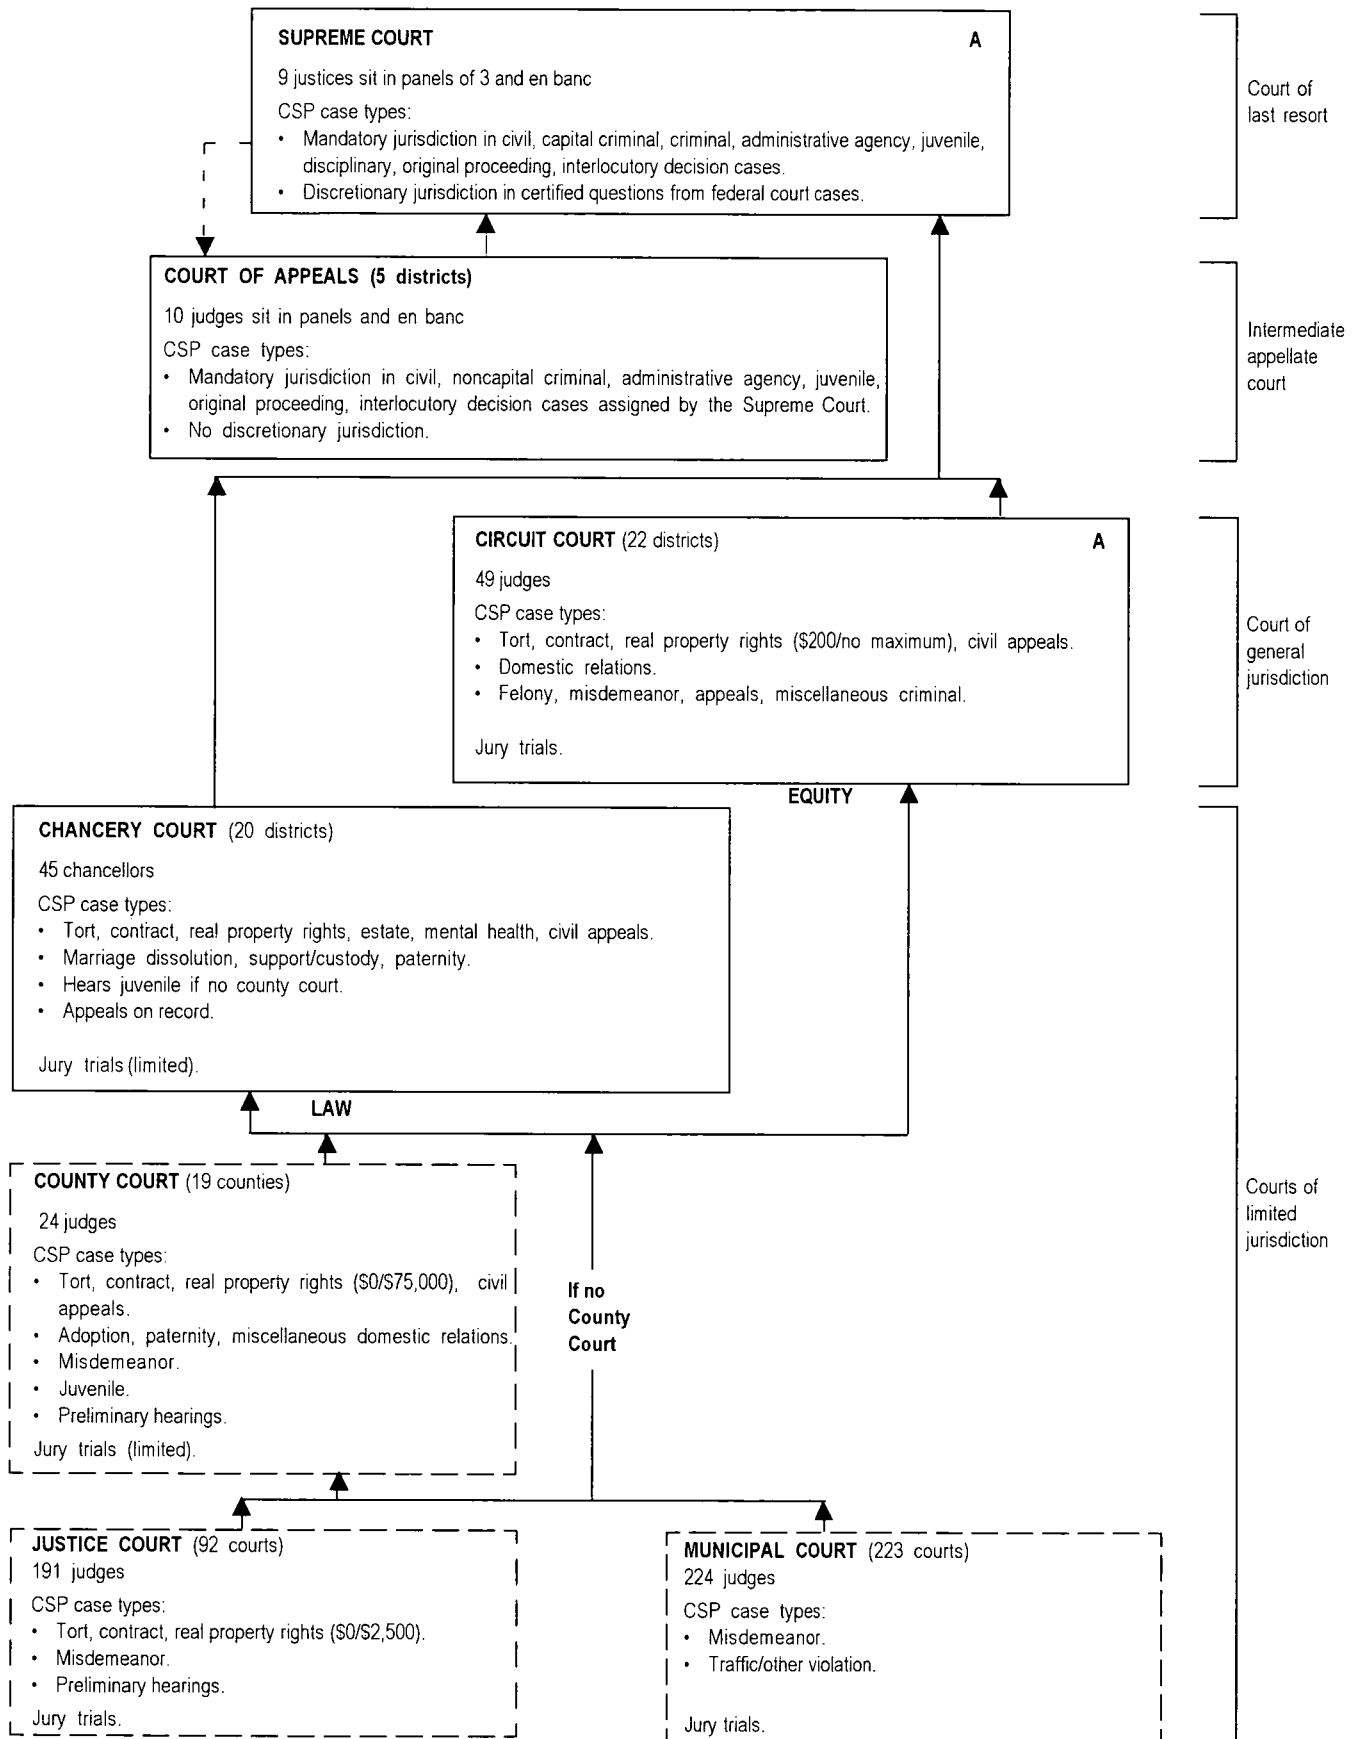 SUPREME COURT A
9 justices sit in panels of 3 and en banc
CSP case types:
• Mandatory jurisdiction in civil, capital criminal, criminal, administrative agency, juvenile,
disciplinary, original proceeding, interlocutory decision cases.
• Discretionary jurisdiction in certified questions from federal court cases.
Court of
last resort
COURT OF APPEALS (5 districts)
10 judges sit in panels and en banc
CSP case types:
• Mandatory jurisdiction in civil, noncapital criminal, administrative agency, juvenile,
original proceeding, interlocutory decision cases assigned by the Supreme Court.
• No discretionary jurisdiction.
Intermediate
appellate
court
CIRCUIT COURT (22 districts) A
49 judges
CSP case types:
• Tort, contract, real property rights ($200/no maximum), civil appeals.
• Domestic relations.
• Felony, misdemeanor, appeals, miscellaneous criminal.
Jury trials.
Court of
general
jurisdiction
EQUITY
CHANCERY COURT (20 districts)
45 chancellors
CSP case types:
• Tort, contract, real property rights, estate, mental health, civil appeals.
• Marriage dissolution, support/custody, paternity.
• Hears juvenile if no county court.
• Appeals on record.
Jury trials (limited).
LAW
COUNTY COURT (19 counties)
24 judges
CSP case types:
• Tort, contract, real property rights ($0/$75,000), civil
appeals.
• Adoption, paternity, miscellaneous domestic relations.
• Misdemeanor.
• Juvenile.
• Preliminary hearings.
Jury trials (limited).
If no
County
Court
Courts of
limited
jurisdiction
JUSTICE COURT (92 courts)
191 judges
CSP case types:
• Tort, contract, real property rights ($0/$2,500).
• Misdemeanor.
• Preliminary hearings.
Jury trials.
MUNICIPAL COURT (223 courts)
224 judges
CSP case types:
• Misdemeanor.
• Traffic/other violation.
Jury trials.